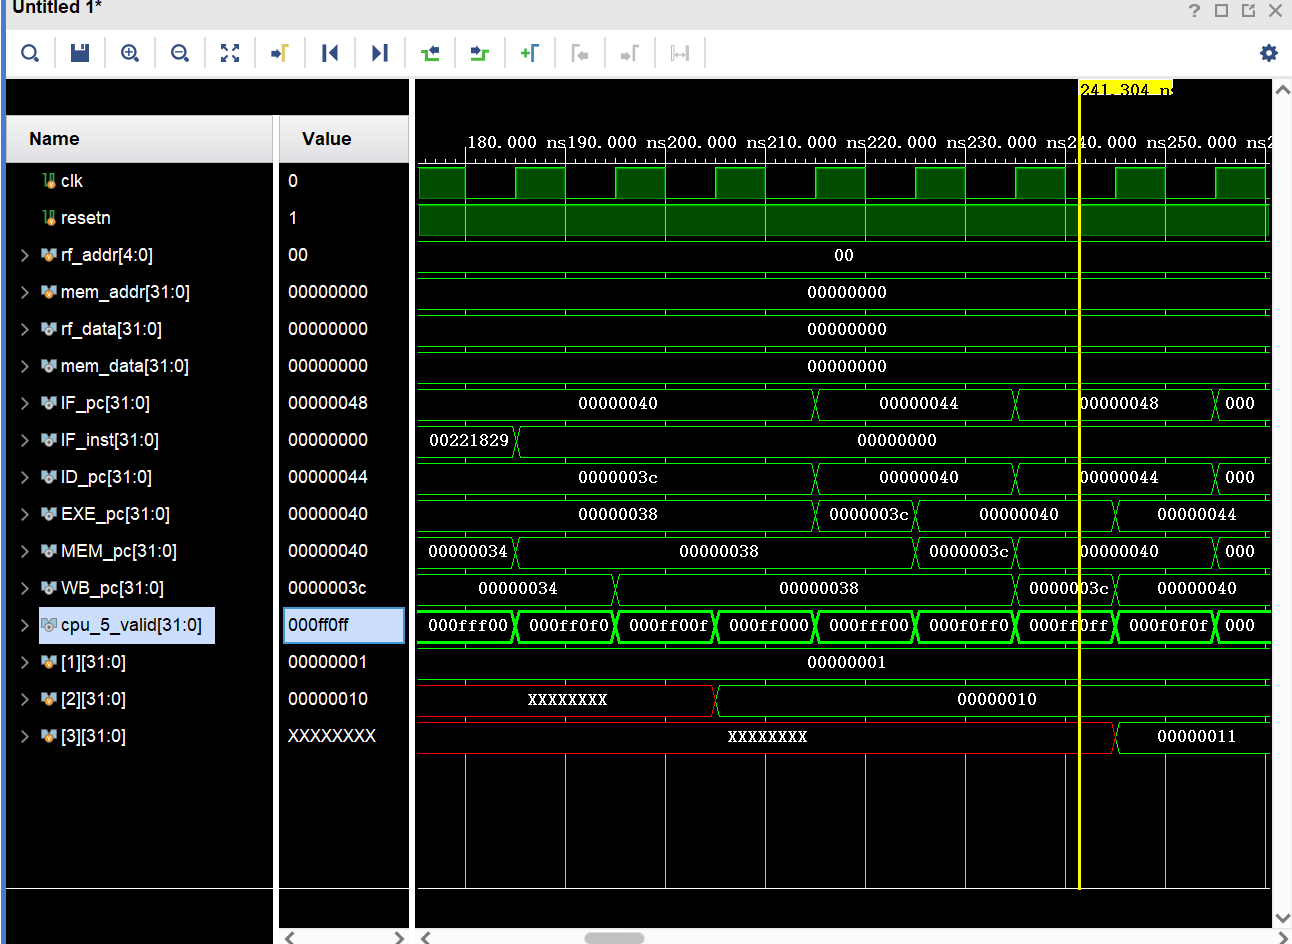 Untitled 1*
241.304 ns
Name Value
180.000 ns 190.000 ns 200.000 ns 210.000 ns 220.000 ns 230.000 ns 240.000 ns 250.000 ns
clk 0
resetn 1
rf_addr[4:0] 00 00
mem_addr[31:0] 00000000 00000000
rf_data[31:0] 00000000 00000000
mem_data[31:0] 00000000 00000000
IF_pc[31:0] 00000048 00000040 00000044 00000048 000
IF_inst[31:0] 00000000 00221829 00000000
ID_pc[31:0] 00000044 0000003c 00000040 00000044 000
EXE_pc[31:0] 00000040 00000038 0000003c 00000040 00000044
MEM_pc[31:0] 00000040 00000034 00000038 0000003c 00000040 000
WB_pc[31:0] 0000003c 00000034 00000038 0000003c 00000040
cpu_5_valid[31:0] 000ff0ff 000fff00 000ff0f0 000ff00f 000ff000 000fff00 000f0ff0 000ff0ff 000f0f0f 000
[1][31:0] 00000001 00000001
[2][31:0] 00000010 XXXXXXXX 00000010
[3][31:0] XXXXXXXX XXXXXXXX 00000011